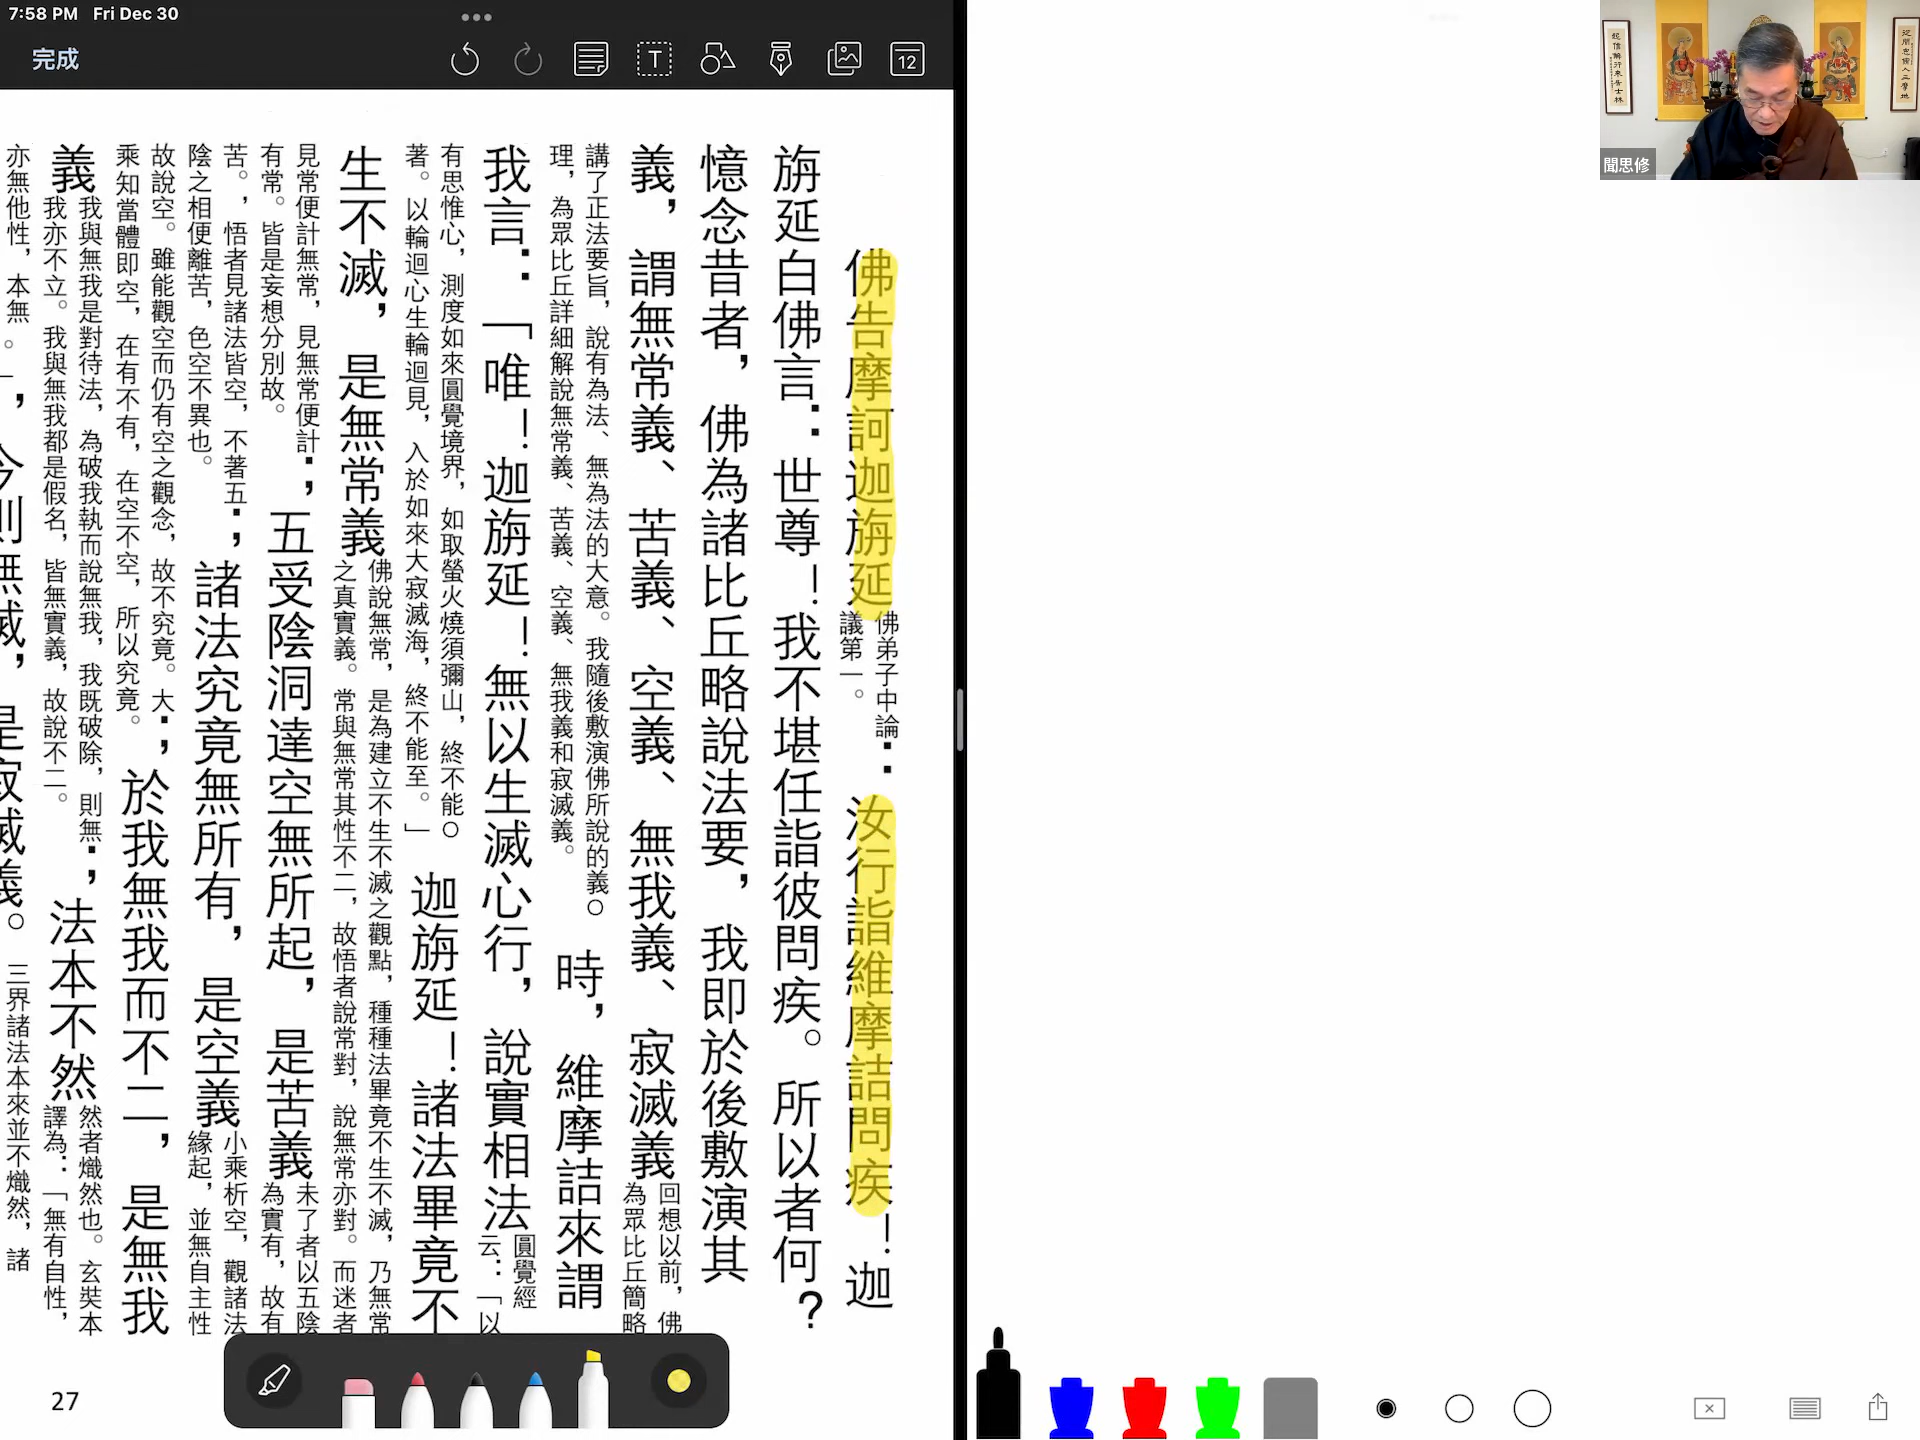 7:58 PM Fri Dec 30
完成
12
佛告摩訶迦旃延
佛弟子中論
議第一。
：汝行詣維摩詰問疾！迦
旃延白佛言：世尊！我不堪任詣彼問疾。所以者何？
憶念昔者，佛為諸比丘略說法要，我即於後敷演其
義，謂無常義、苦義、空義、無我義、寂滅義
回想以前，佛
為眾比丘簡略
講了正法要旨，說有為法、無為法的大意。我隨後敷演佛所說的義
理，為眾比丘詳細解說無常義、苦義、空義、無我義和寂滅義。
。時，維摩詰來謂
我言：「唯！迦旃延！無以生滅心行，說實相法
圓覺經
云：「以
有思惟心，測度如來圓覺境界，如取螢火燒須彌山，終不能
著。以輪迴心生輪迴見，入於如來大寂滅海，終不能至。」
。迦旃延！諸法畢竟不
生不滅，是無常義
佛說無常，是為建立不生不滅之觀點，種種法畢竟不生不滅，乃無常
之真實義。常與無常其性不二，故悟者說常對，說無常亦對。而迷者
見常便計無常，見無常便計
有常。皆是妄想分別故。
；五受陰洞達空無所起，是苦義
未了者以五陰
為實有，故有
苦。，悟者見諸法皆空，不著五
陰之相便離苦，色空不異也。
；諸法究竟無所有，是空義
小乘析空，觀諸法
緣起，並無自主性
故說空。雖能觀空而仍有空之觀念，故不究竟。大
乘知當體即空，在有不有，在空不空，所以究竟。
；於我無我而不二，是無我
義
我與無我是對待法，為破我執而說無我，我既破除，則無
我亦不立。我與無我都是假名，皆無實義，故說不二。
；法本不然
然者熾然也。玄奘本
譯為：「無有自性，
亦無他性，本無。」
，今則無滅，是寂滅義。
三界諸法本來並不熾然，諸
27
聞思修